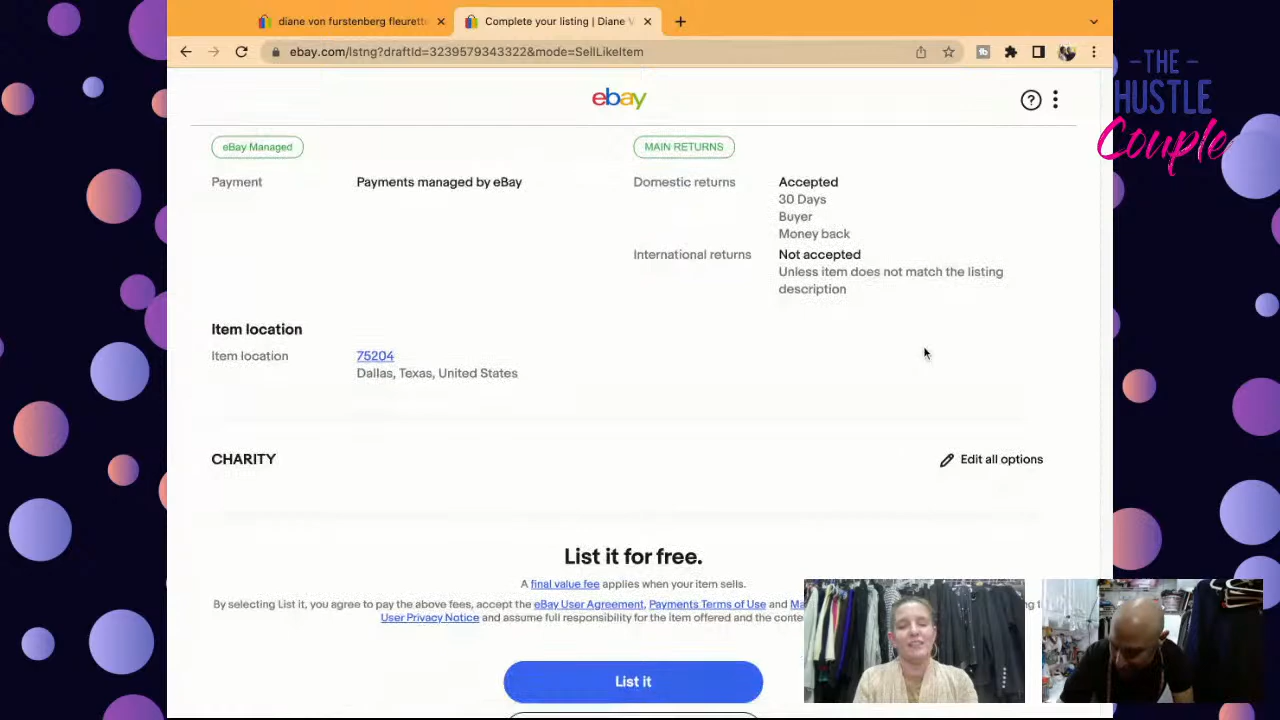 diane von furstenberg fleurette
Complete your listing | Diane V
ebay.com/lstng?draftId=3239579343322&mode=SellLikeItem
THE
HUSTLE
Couple
ebay
eBay Managed
MAIN RETURNS
Payment
Payments managed by eBay
Domestic returns
Accepted
30 Days
Buyer
Money back
International returns
Not accepted
Unless item does not match the listing
description
Item location
Item location
75204
Dallas, Texas, United States
CHARITY
Edit all options
List it for free.
A final value fee applies when your item sells.
By selecting List it, you agree to pay the above fees, accept the eBay User Agreement, Payments Terms of Use and
User Privacy Notice and assume full responsibility for the item offered and the
List it